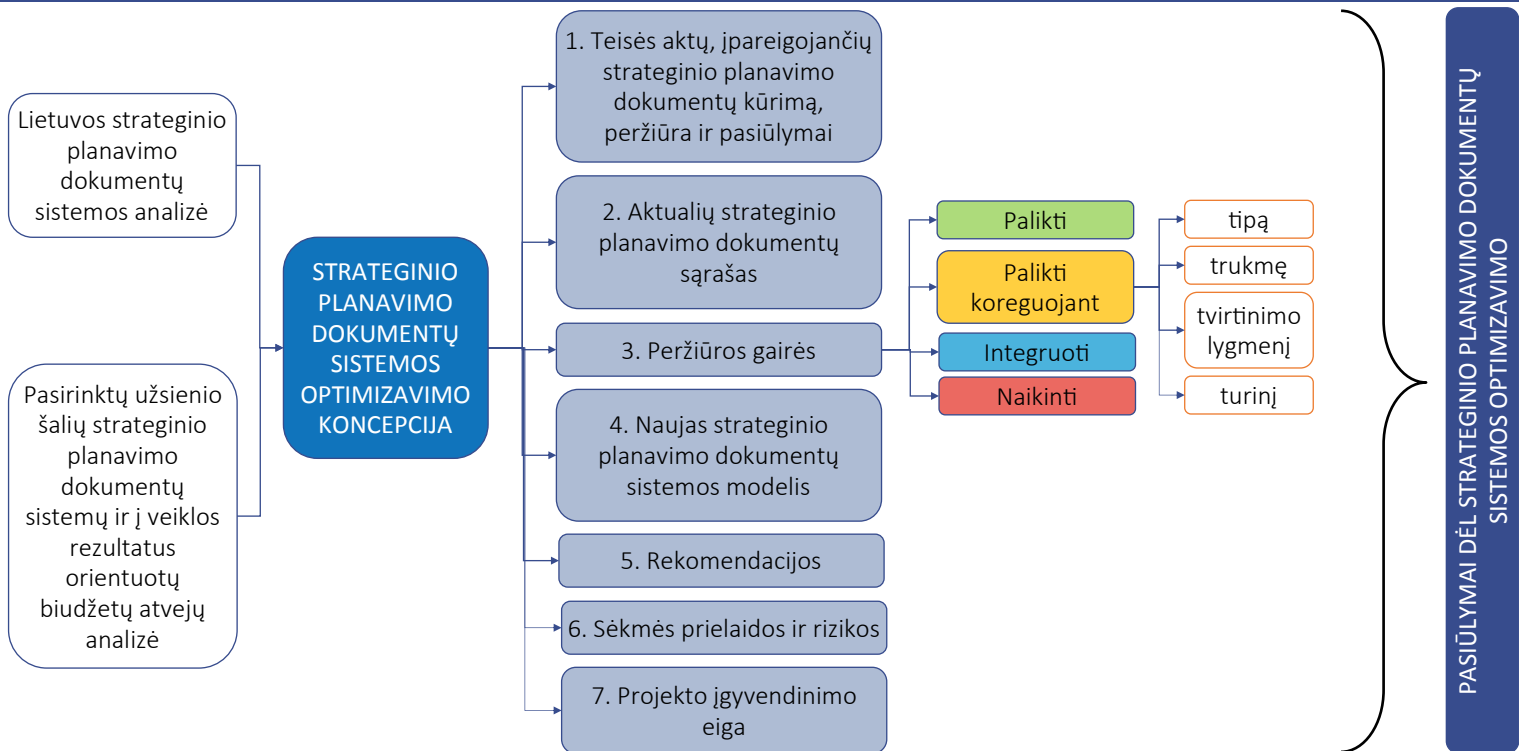 Lietuvos strateginio
planavimo
dokumentų
sistemos analizė
Pasirinktų užsienio
šalių strateginio
planavimo
dokumentų
sistemų ir į veiklos
rezultatus
orientuotų
biudžetų atvejų
analizė
STRATEGINIO
PLANAVIMO
DOKUMENTŲ
SISTEMOS
OPTIMIZAVIMO
KONCEPCIJA
1. Teisės aktų, įpareigojančių
strateginio planavimo
dokumentų kūrimą,
peržiūra ir pasiūlymai
2. Aktualių strateginio
planavimo dokumentų
sąrašas
3. Peržiūros gairės
4. Naujas strateginio
planavimo dokumentų
sistemos modelis
5. Rekomendacijos
6. Sėkmės prielaidos ir rizikos
7. Projekto įgyvendinimo
eiga
Palikti
Palikti
koreguojant
Integruoti
Naikinti
tipą
trukmę
tvirtinimo
lygmenį
turinį
PASIŪLYMAI DĖL STRATEGINIO PLANAVIMO DOKUMENTŲ
SISTEMOS OPTIMIZAVIMO